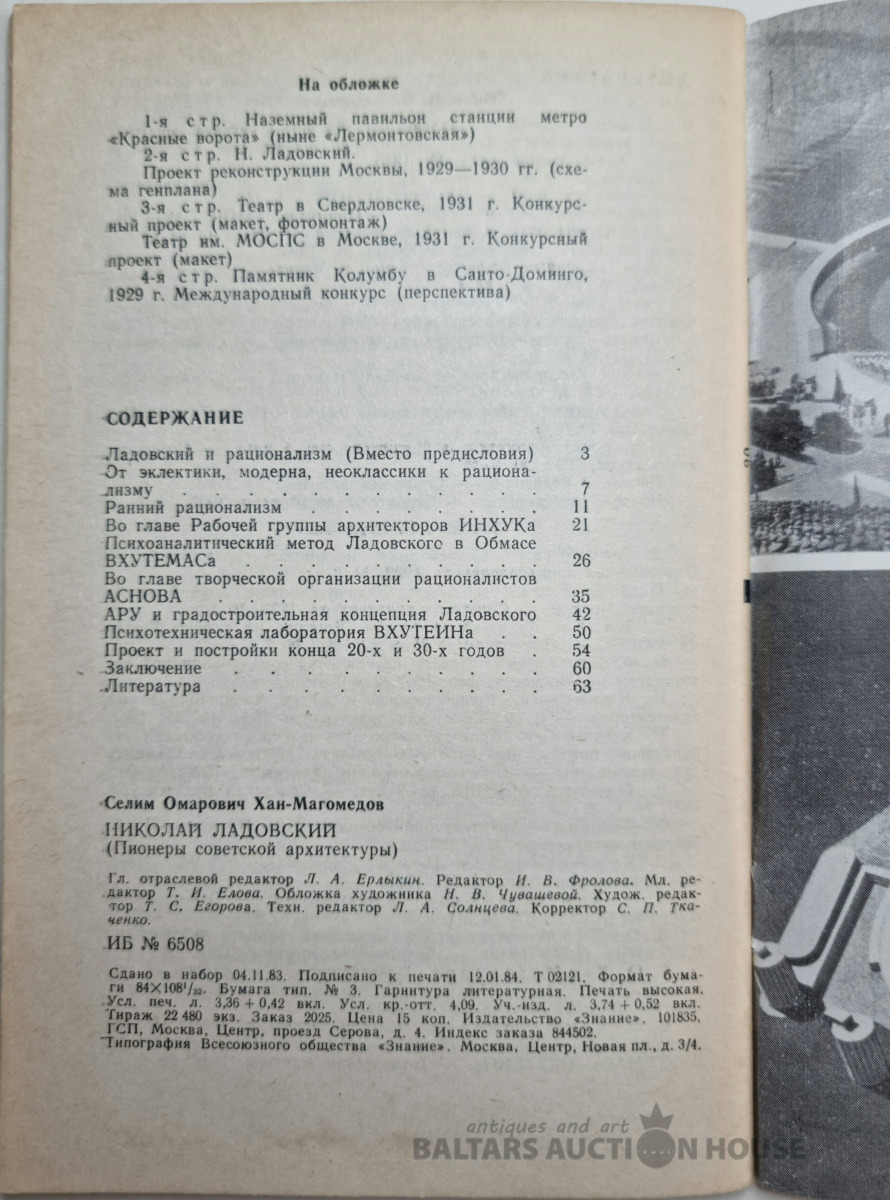 На обложке
1-я стр. Наземный павильон станции метро
«Красные ворота» (ныне «Лермонтовская»)
2-я стр. Н. Ладовский.
Проект реконструкции Москвы, 1929—1930 гг. (схе-
ма генплана)
3-я стр. Театр в Свердловске, 1931 г. Конкурс-
ный проект (макет, фотомонтаж)
Театр им. МОСПС в Москве, 1931 г. Конкурсный
проект (макет)
4-я стр. Памятник Колумбу в Санто-Доминго,
1929 г. Международный конкурс (перспектива)
СОДЕРЖАНИЕ
Ладовский и рационализм (Вместо предисловия) 3
От эклектики, модерна, неоклассики к рациона-
лизму . . . . . . . . . . . 7
Ранний рационализм . . . . . . . 11
Во главе Рабочей группы архитекторов ИНХУКа 21
Психоаналитический метод Ладовского в Обмасе
ВХУТЕМАСа . . . . . . . . . 26
Во главе творческой организации рационалистов
АСНОВА . . . . . . . . . . 35
АРУ и градостроительная концепция Ладовского 42
Психотехническая лаборатория ВХУТЕИНа . . 50
Проект и постройки конца 20-х и 30-х годов . 54
Заключение . . . . . . . . . 60
Литература . . . . . . . . . 63
Селим Омарович Хан-Магомедов
НИКОЛАЙ ЛАДОВСКИЙ
(Пионеры советской архитектуры)
Гл. отраслевой редактор Л. А. Ерлыкин. Редактор И. В. Фролова. Мл. ре-
дактор Т. И. Елова. Обложка художника Н. В. Чувашевой. Худож. редак-
тор Т. С. Егорова. Техн. редактор Л. А. Солнцева. Корректор С. П. Тка-
ченко.
ИБ № 6508
Сдано в набор 04.11.83. Подписано к печати 12.01.84. Т 02121. Формат бума-
ги 84×108¹/₃₂. Бумага тип. № 3. Гарнитура литературная. Печать высокая.
Усл. печ. л. 3,36+0,42 вкл. Усл. кр.-отт. 4,09. Уч.-изд. л. 3,74+0,52 вкл.
Тираж 22 480 экз. Заказ 2025. Цена 15 коп. Издательство «Знание». 101835,
ГСП, Москва, Центр, проезд Серова, д. 4. Индекс заказа 844502.
Типография Всесоюзного общества «Знание». Москва, Центр, Новая пл., д. 3/4.
antiques and art
BALTARS AUCTION HOUSE